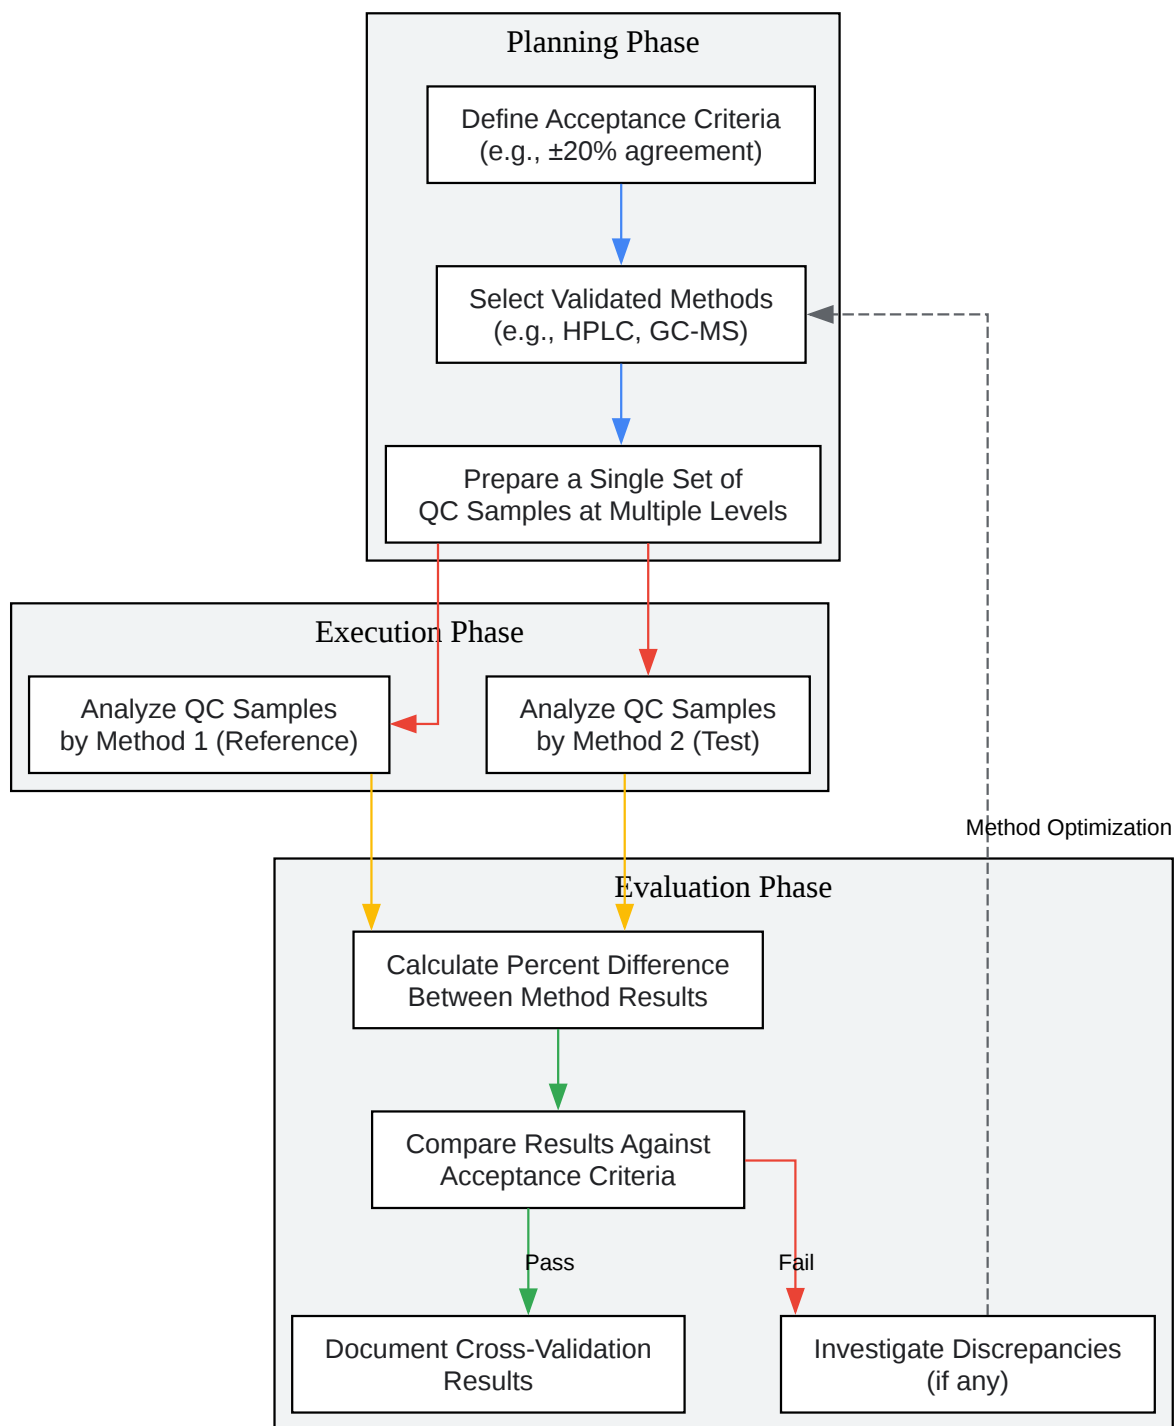 Planning Phase
Define Acceptance Criteria
(e.g., ±20% agreement)
Select Validated Methods
(e.g., HPLC, GC-MS)
Prepare a Single Set of
QC Samples at Multiple Levels
Execution Phase
Analyze QC Samples
by Method 1 (Reference)
Analyze QC Samples
by Method 2 (Test)
Method Optimization
Evaluation Phase
Calculate Percent Difference
Between Method Results
Compare Results Against
Acceptance Criteria
Pass
Fail
Document Cross-Validation
Results
Investigate Discrepancies
(if any)